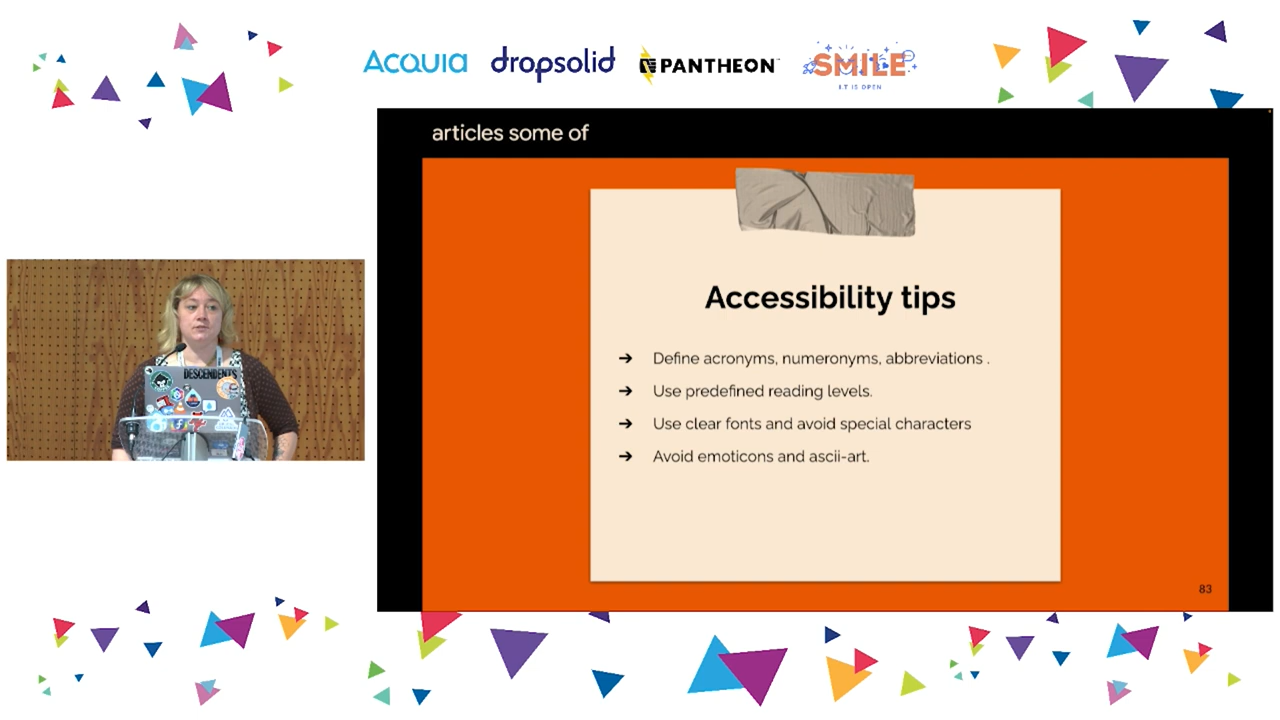 ACQUIA dropsolid PANTHEON SMILE
I.T IS OPEN
articles some of
Accessibility tips
➔ Define acronyms, numeronyms, abbreviations .
➔ Use predefined reading levels.
➔ Use clear fonts and avoid special characters
➔ Avoid emoticons and ascii-art.
DESCENDENTS
83